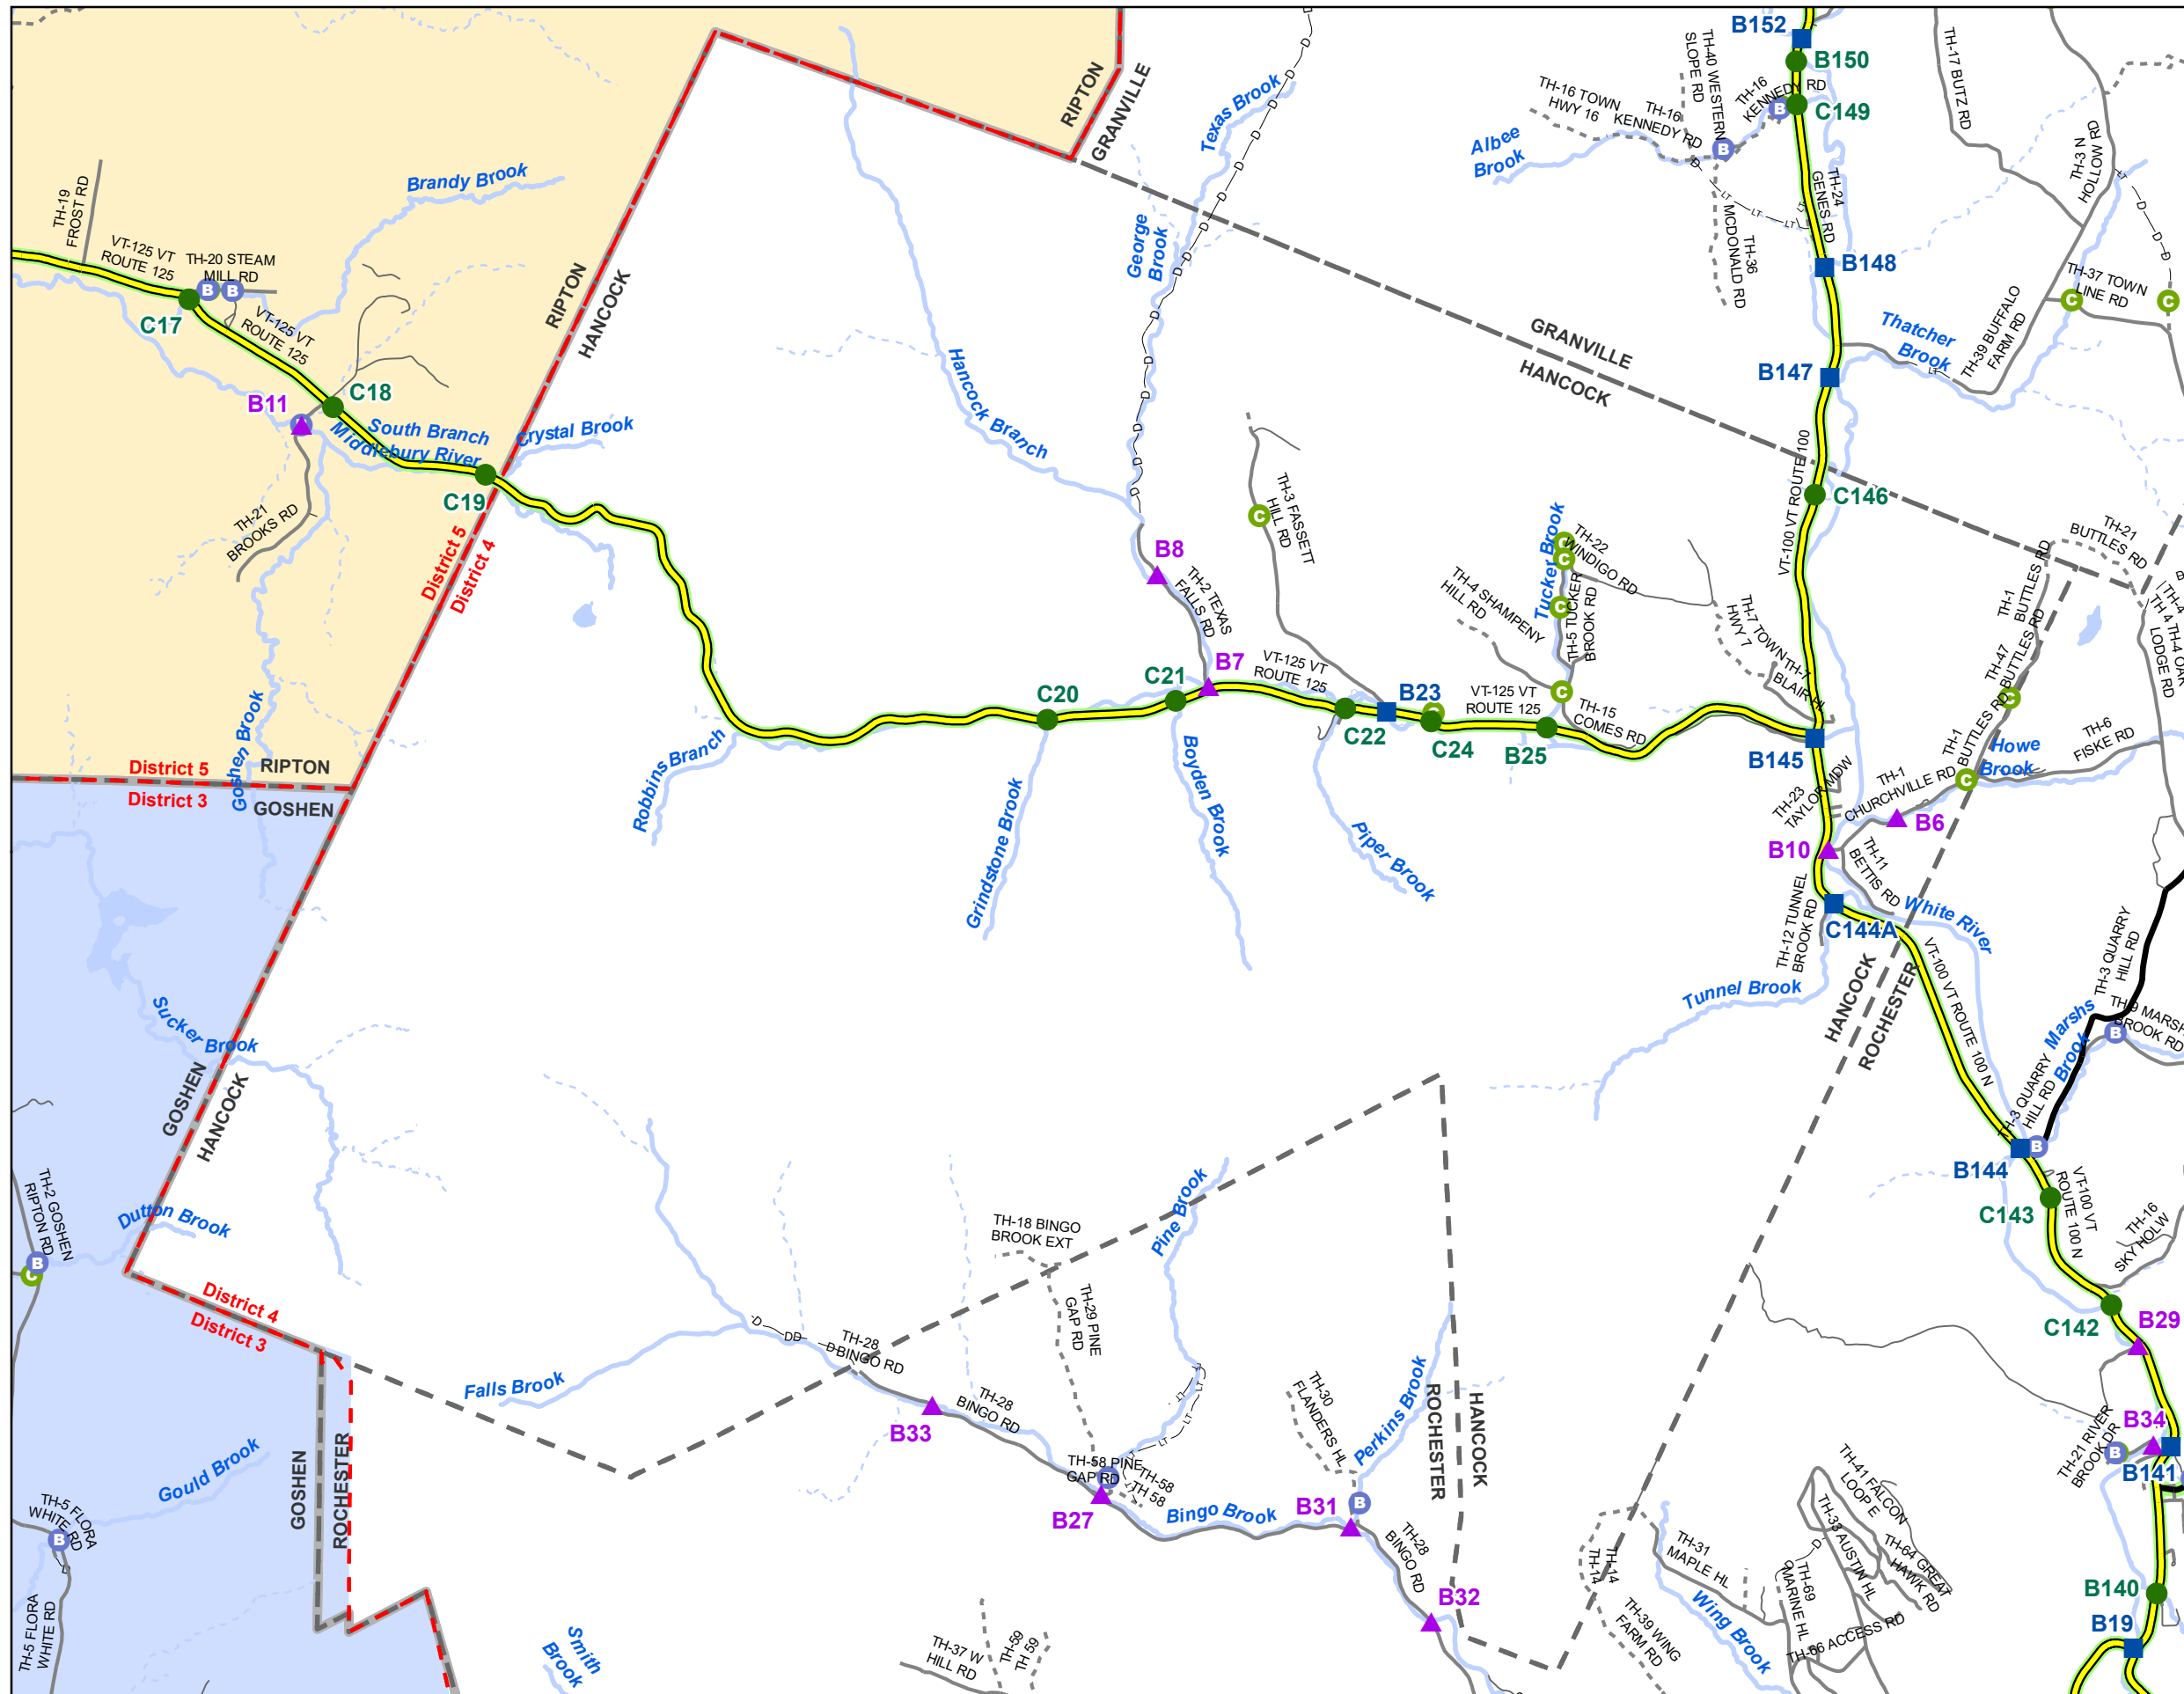 B152
B150
C149
TH-40 WESTERN
SLOPE RD
TH-16
KENNEDY RD
B
TH-16 TOWN
HWY 16
TH-16
KENNEDY RD
B
Albee
Brook
TH-17 BUTZ RD
TH-3 N
HOLLOW RD
TH-24
GENES RD
TH-36
MCDONALD RD
B148
TH-37 TOWN
LINE RD
C
C
Thatcher
Brook
TH-39 BUFFALO
FARM RD
B147
RIPTON
GRANVILLE
Texas Brook
George
Brook
GRANVILLE
HANCOCK
Brandy Brook
TH-19
FROST RD
VT-125 VT
ROUTE 125
TH-20 STEAM
MILL RD
B
B
C17
VT-125 VT
ROUTE 125
RIPTON
HANCOCK
C18
B11
South Branch
Middlebury River
Crystal Brook
C19
TH-21
BROOKS RD
District 5
District 4
Hancock Branch
VT-100 VT ROUTE 100
C146
B8
TH-2 TEXAS
FALLS RD
TH-3 FASSETT
HILL RD
C
Tucker Brook
C
C
C
TH-22
WINDIGO RD
TH-4 SHAMPENY
HILL RD
TH-5 TUCKER
BROOK RD
TH-7 TOWN
HWY 7
TH-7
BLAIR HL
TH-21
BUTTLES RD
TH-1
BUTTLES RD
TH-47
BUTTLES RD
C
TH-1
BUTTLES RD
TH-6
FISKE RD
Howe
Brook
C
C20
C21
B7
VT-125 VT
ROUTE 125
C22
B23
C
C24
VT-125 VT
ROUTE 125
C
B25
TH-15
COMES RD
B145
TH-23
TAYLOR MDW
TH-1
CHURCHVILLE RD
B6
B10
TH-11
BETTIS RD
White River
TH-12 TUNNEL
BROOK RD
C144A
Goshen Brook
Robbins Branch
Grindstone Brook
Boyden Brook
Piper Brook
District 5
RIPTON
District 3
GOSHEN
Tunnel Brook
HANCOCK
ROCHESTER
VT-100 VT ROUTE 100 N
TH-3 QUARRY
HILL RD
Marshs
Brook
B
TH-3 QUARRY
HILL RD
B
B144
C143
VT-100 VT
ROUTE 100 N
TH-16
SKY HOLW
C142
B29
Sucker Brook
GOSHEN
HANCOCK
TH-2 GOSHEN
RIPTON RD
B
C
Dutton Brook
District 4
District 3
TH-18 BINGO
BROOK EXT
Pine Brook
TH-29 PINE
GAP RD
TH-28
BINGO RD
Falls Brook
B33
TH-28
BINGO RD
TH-58 PINE
GAP RD
TH-58
TH 58
B27
Bingo Brook
TH-30
FLANDERS HL
Perkins Brook
B31
B
ROCHESTER
HANCOCK
TH-28
BINGO RD
B32
Gould Brook
GOSHEN
ROCHESTER
TH-5 FLORA
WHITE RD
B
TH-5 FLORA
WHITE RD
Smith
Brook
TH-37 W
HILL RD
TH-59
TH 59
TH-14
TH-14
TH-31
MAPLE HL
TH-39 WING
FARM RD
Wing Brook
TH-69
MARINE HL
TH-33 AUSTIN HL
TH-41 FALCON
LOOP E
TH-64 GREAT
HAWK RD
TH-66 ACCESS RD
TH-21 RIVER
BROOK DR
B
B34
B141
B140
B19